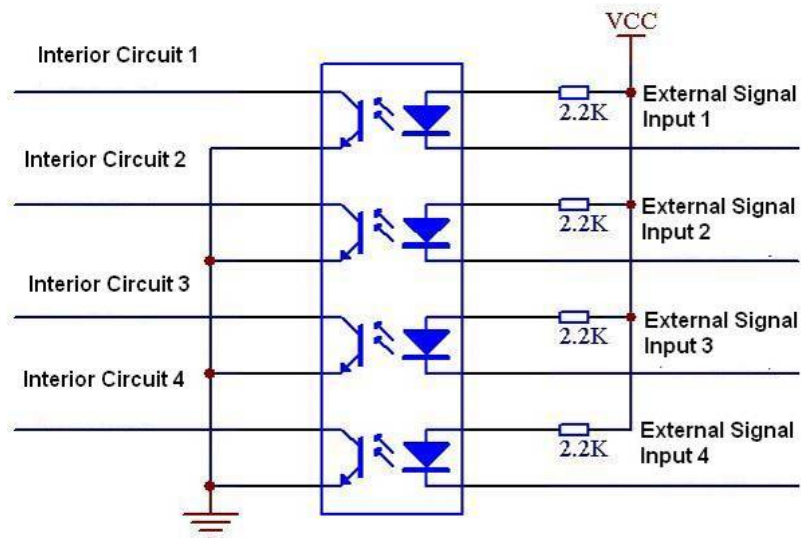 VCC
Interior Circuit 1
External Signal
Input 1
2.2K
Interior Circuit 2
External Signal
Input 2
2.2K
Interior Circuit 3
External Signal
Input 3
2.2K
Interior Circuit 4
External Signal
Input 4
2.2K